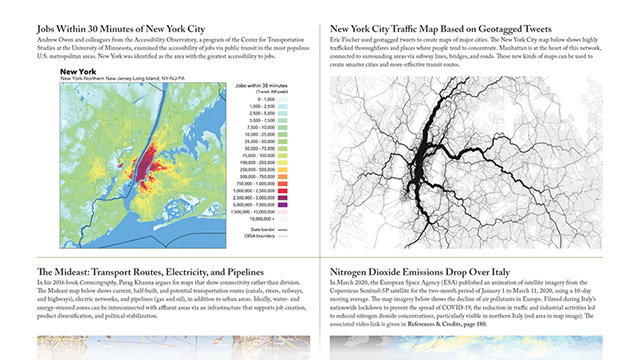 Jobs Within 30 Minutes of New York City
Andrew Owen and colleagues from the Accessibility Observatory, a program of the Center for Transportation
Studies at the University of Minnesota, examined the accessibility of jobs via public transit in the most populous
U.S. metropolitan areas. New York was identified as the area with the greatest accessibility to jobs.
New York
New York-Northern New Jersey-Long Island, NY-NJ-PA
Jobs within 30 minutes
(Transit, AM peak)
0 - 1,000
1,000 - 2,500
2,500 - 5,000
5,000 - 7,500
7,500 - 10,000
10,000 - 25,000
25,000 - 50,000
50,000 - 75,000
75,000 - 100,000
100,000 - 250,000
250,000 - 500,000
500,000 - 750,000
750,000 - 1,000,000
1,000,000 - 2,500,000
2,500,000 - 5,000,000
5,000,000 - 7,500,000
7,500,000 - 10,000,000
10,000,000 +
State border
CBSA boundary
New York City Traffic Map Based on Geotagged Tweets
Eric Fischer used geotagged tweets to create maps of major cities. The New York City map below shows highly
trafficked thoroughfares and places where people tend to concentrate. Manhattan is at the heart of this network,
connected to surrounding areas via subway lines, bridges, and roads. These new kinds of maps can be used to
create smarter cities and more-effective transit routes.
The Mideast: Transport Routes, Electricity, and Pipelines
In his 2016 book Connectography, Parag Khanna argues for maps that show connectivity rather than division.
The Mideast map below shows current, half-built, and potential transport routes (canals, rivers, railways,
and highways), electric networks, and pipelines (gas and oil), in addition to urban areas. Ideally, water- and
energy-stressed zones can be interconnected with affluent areas via an infrastructure that supports job creation,
product diversification, and political stabilization.
Nitrogen Dioxide Emissions Drop Over Italy
In March 2020, the European Space Agency (ESA) published an animation of satellite imagery from the
Copernicus Sentinel-5P satellite for the two-month period of January 1 to March 11, 2020, using a 10-day
moving average. The map imagery below shows the decline of air pollutants in Europe. Filmed during Italy's
nationwide lockdown to prevent the spread of COVID-19, the reduction in traffic and industrial activities led
to reduced nitrogen dioxide concentrations, particularly visible in northern Italy (red area in map image). The
associated video link is given in References & Credits, page 180.